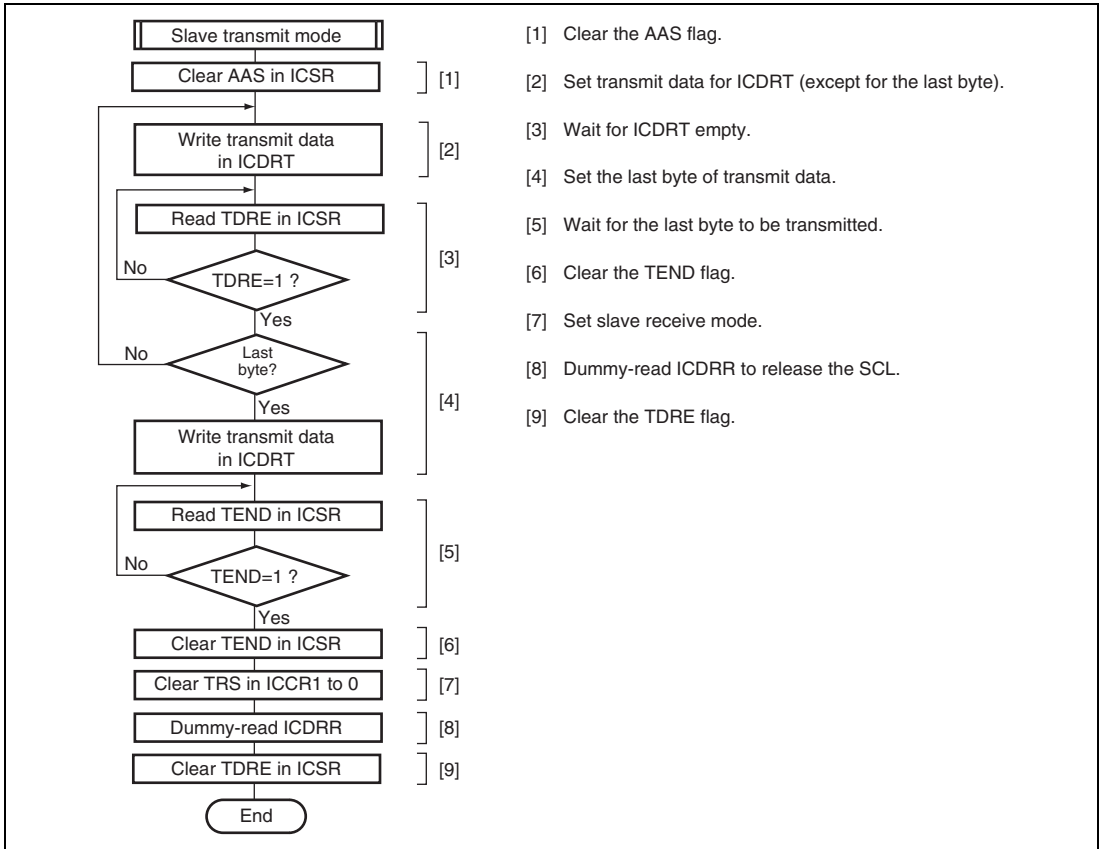 Slave transmit mode
Clear AAS in ICSR
[1]
Write transmit data
in ICDRT
[2]
Read TDRE in ICSR
[3]
No
TDRE=1 ?
Yes
No
Last
byte?
[4]
Yes
Write transmit data
in ICDRT
Read TEND in ICSR
[5]
No
TEND=1 ?
Yes
Clear TEND in ICSR
[6]
Clear TRS in ICCR1 to 0
[7]
Dummy-read ICDRR
[8]
Clear TDRE in ICSR
[9]
End
[1] Clear the AAS flag.
[2] Set transmit data for ICDRT (except for the last byte).
[3] Wait for ICDRT empty.
[4] Set the last byte of transmit data.
[5] Wait for the last byte to be transmitted.
[6] Clear the TEND flag.
[7] Set slave receive mode.
[8] Dummy-read ICDRR to release the SCL.
[9] Clear the TDRE flag.